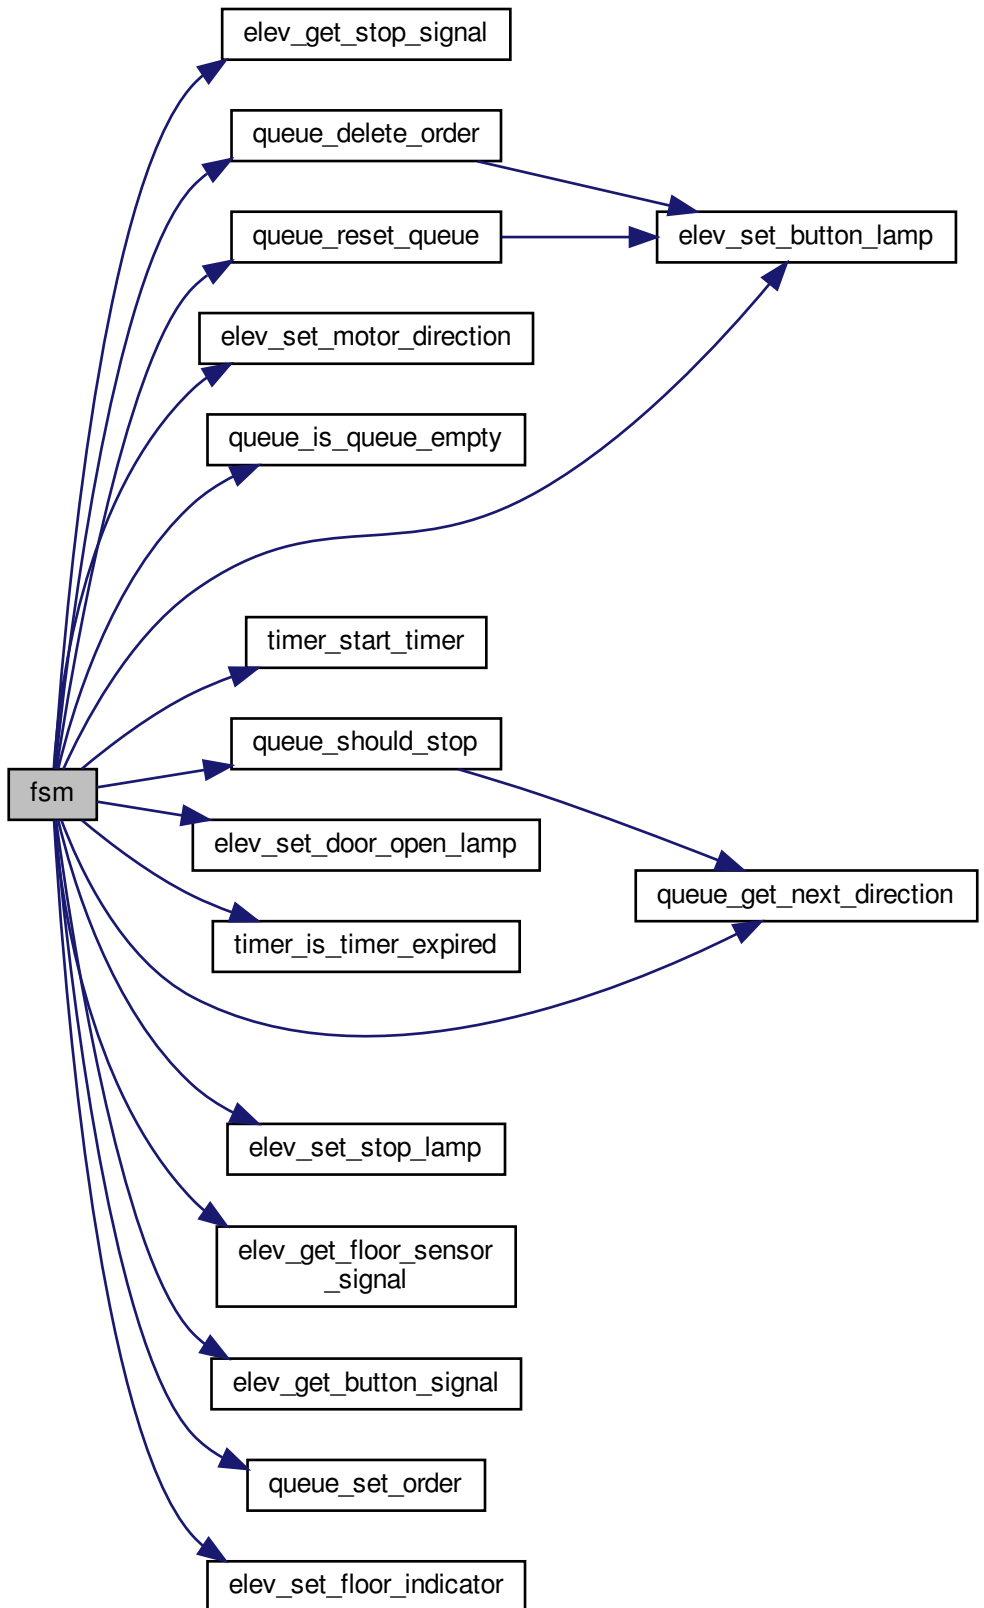 elev_get_stop_signal
queue_delete_order
queue_reset_queue
elev_set_button_lamp
elev_set_motor_direction
queue_is_queue_empty
timer_start_timer
queue_should_stop
fsm
elev_set_door_open_lamp
queue_get_next_direction
timer_is_timer_expired
elev_set_stop_lamp
elev_get_floor_sensor
_signal
elev_get_button_signal
queue_set_order
elev_set_floor_indicator